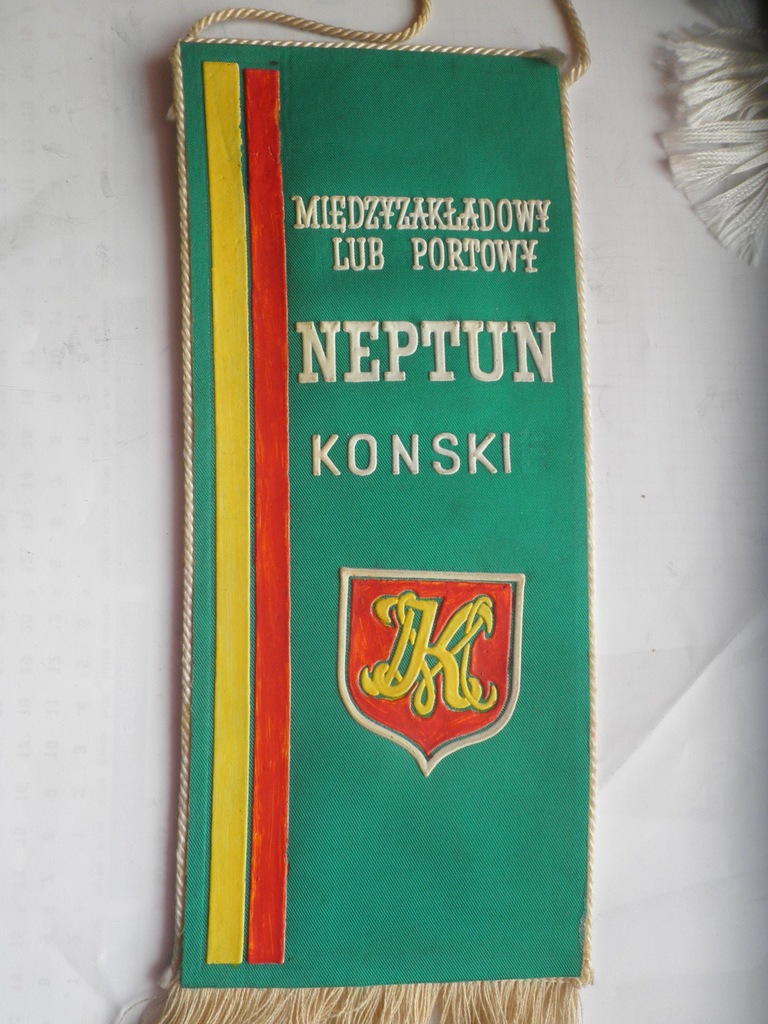 MIĘDZYZAKŁADOWY
LUB PORTOWY
NEPTUN
KONSKI
K